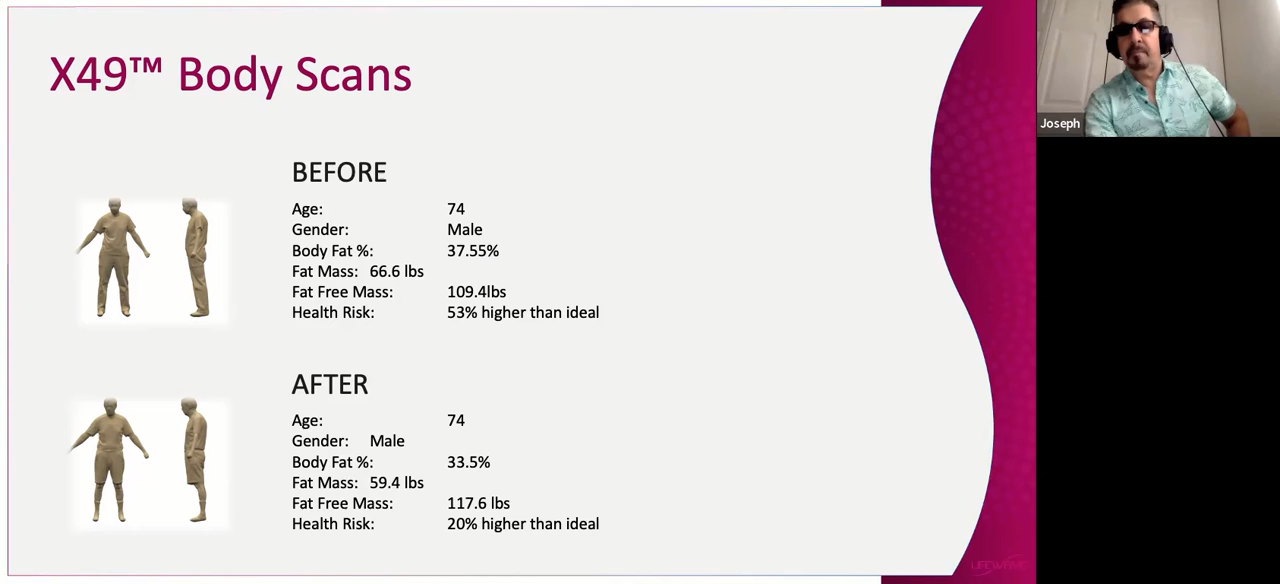 X49™ Body Scans
Joseph
BEFORE
Age: 74
Gender: Male
Body Fat %: 37.55%
Fat Mass: 66.6 lbs
Fat Free Mass: 109.4lbs
Health Risk: 53% higher than ideal
AFTER
Age: 74
Gender: Male
Body Fat %: 33.5%
Fat Mass: 59.4 lbs
Fat Free Mass: 117.6 lbs
Health Risk: 20% higher than ideal
LIFEWAVE